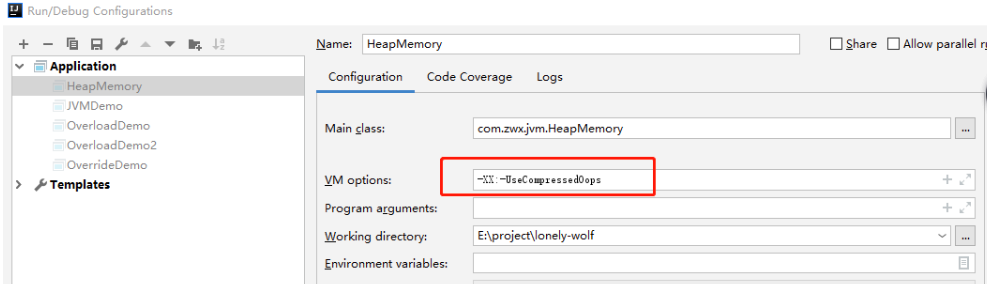 Run/Debug Configurations
Name: HeapMemory
Share Allow parallel r
Application
HeapMemory
JVMDemo
OverloadDemo
OverloadDemo2
OverrideDemo
Templates
Configuration Code Coverage Logs
Main class: com.zwx.jvm.HeapMemory ...
VM options: -XX:-UseCompressedOops
Program arguments:
Working directory: E:\project\lonely-wolf ...
Environment variables: